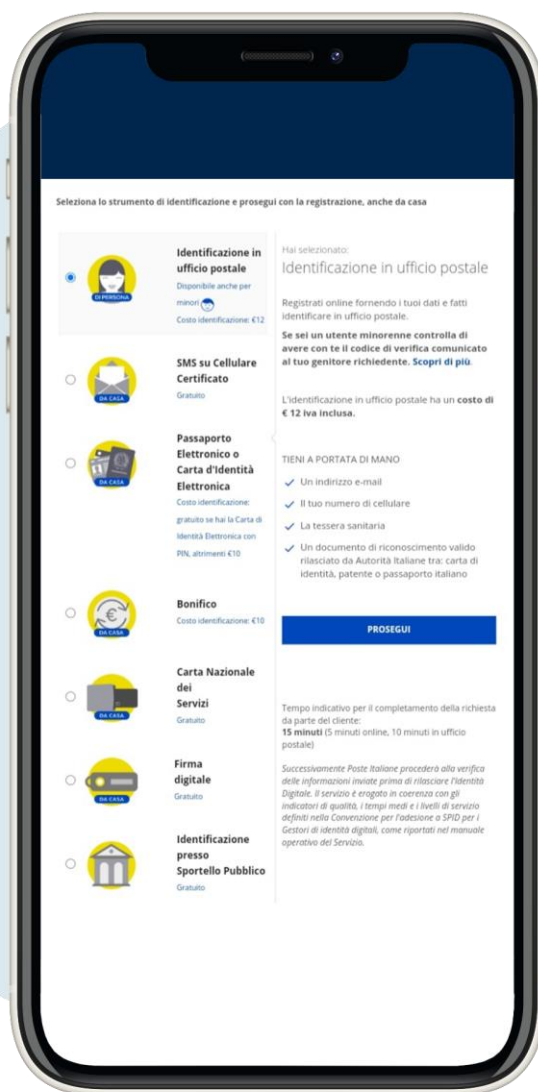 Seleziona lo strumento di identificazione e prosegui con la registrazione, anche da casa
DI PERSONA
Identificazione in
ufficio postale
Disponibile anche per
minori
Costo identificazione: €12
DA CASA
SMS su Cellulare
Certificato
Gratuito
DA CASA
Passaporto
Elettronico o
Carta d'Identità
Elettronica
Costo identificazione:
gratuito se hai la Carta di
Identità Elettronica con
PIN, altrimenti €10
DA CASA
Bonifico
Costo identificazione: €10
DA CASA
Carta Nazionale
dei
Servizi
Gratuito
DA CASA
Firma
digitale
Gratuito
Identificazione
presso
Sportello Pubblico
Gratuito
Hai selezionato:
Identificazione in ufficio postale
Registrati online fornendo i tuoi dati e fatti
identificare in ufficio postale.
Se sei un utente minorenne controlla di
avere con te il codice di verifica comunicato
al tuo genitore richiedente. Scopri di più.
L'identificazione in ufficio postale ha un costo di
€ 12 iva inclusa.
TIENI A PORTATA DI MANO
Un indirizzo e-mail
Il tuo numero di cellulare
La tessera sanitaria
Un documento di riconoscimento valido
rilasciato da Autorità Italiane tra: carta di
identità, patente o passaporto italiano
PROSEGUI
Tempo indicativo per il completamento della richiesta
da parte del cliente:
15 minuti (5 minuti online, 10 minuti in ufficio
postale)
Successivamente Poste Italiane procederà alla verifica
delle informazioni inviate prima di rilasciare l'Identità
Digitale. Il servizio è erogato in coerenza con gli
indicatori di qualità, i tempi medi e i livelli di servizio
definiti nella Convenzione per l'adesione a SPID per i
Gestori di identità digitali, come riportati nel manuale
operativo del Servizio.